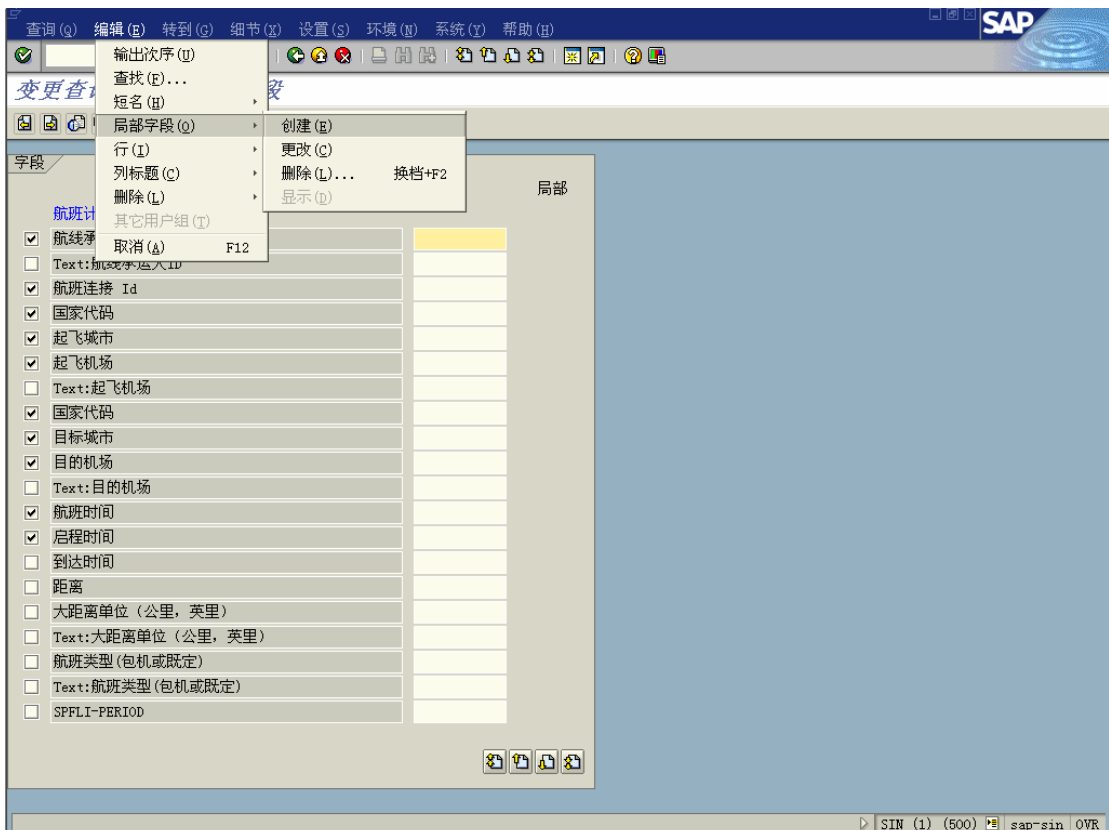 查询(Q) 编辑(E) 转到(G) 细节(X) 设置(S) 环境(N) 系统(Y) 帮助(H)
SAP
输出次序(U)
查找(F)...
短名(H)
局部字段(O)
行(I)
列标题(C)
删除(L)
其它用户组(T)
取消(A) F12
创建(E)
更改(C)
删除(L)... 换档+F2
显示(D)
变更查
段
字段
局部
航班计
航线承
Text:航线承运人ID
航班连接 Id
国家代码
起飞城市
起飞机场
Text:起飞机场
国家代码
目标城市
目的机场
Text:目的机场
航班时间
启程时间
到达时间
距离
大距离单位（公里，英里）
Text:大距离单位（公里，英里）
航班类型(包机或既定)
Text:航班类型(包机或既定)
SPFLI-PERIOD
SIN (1) (500) sap-sin OVR